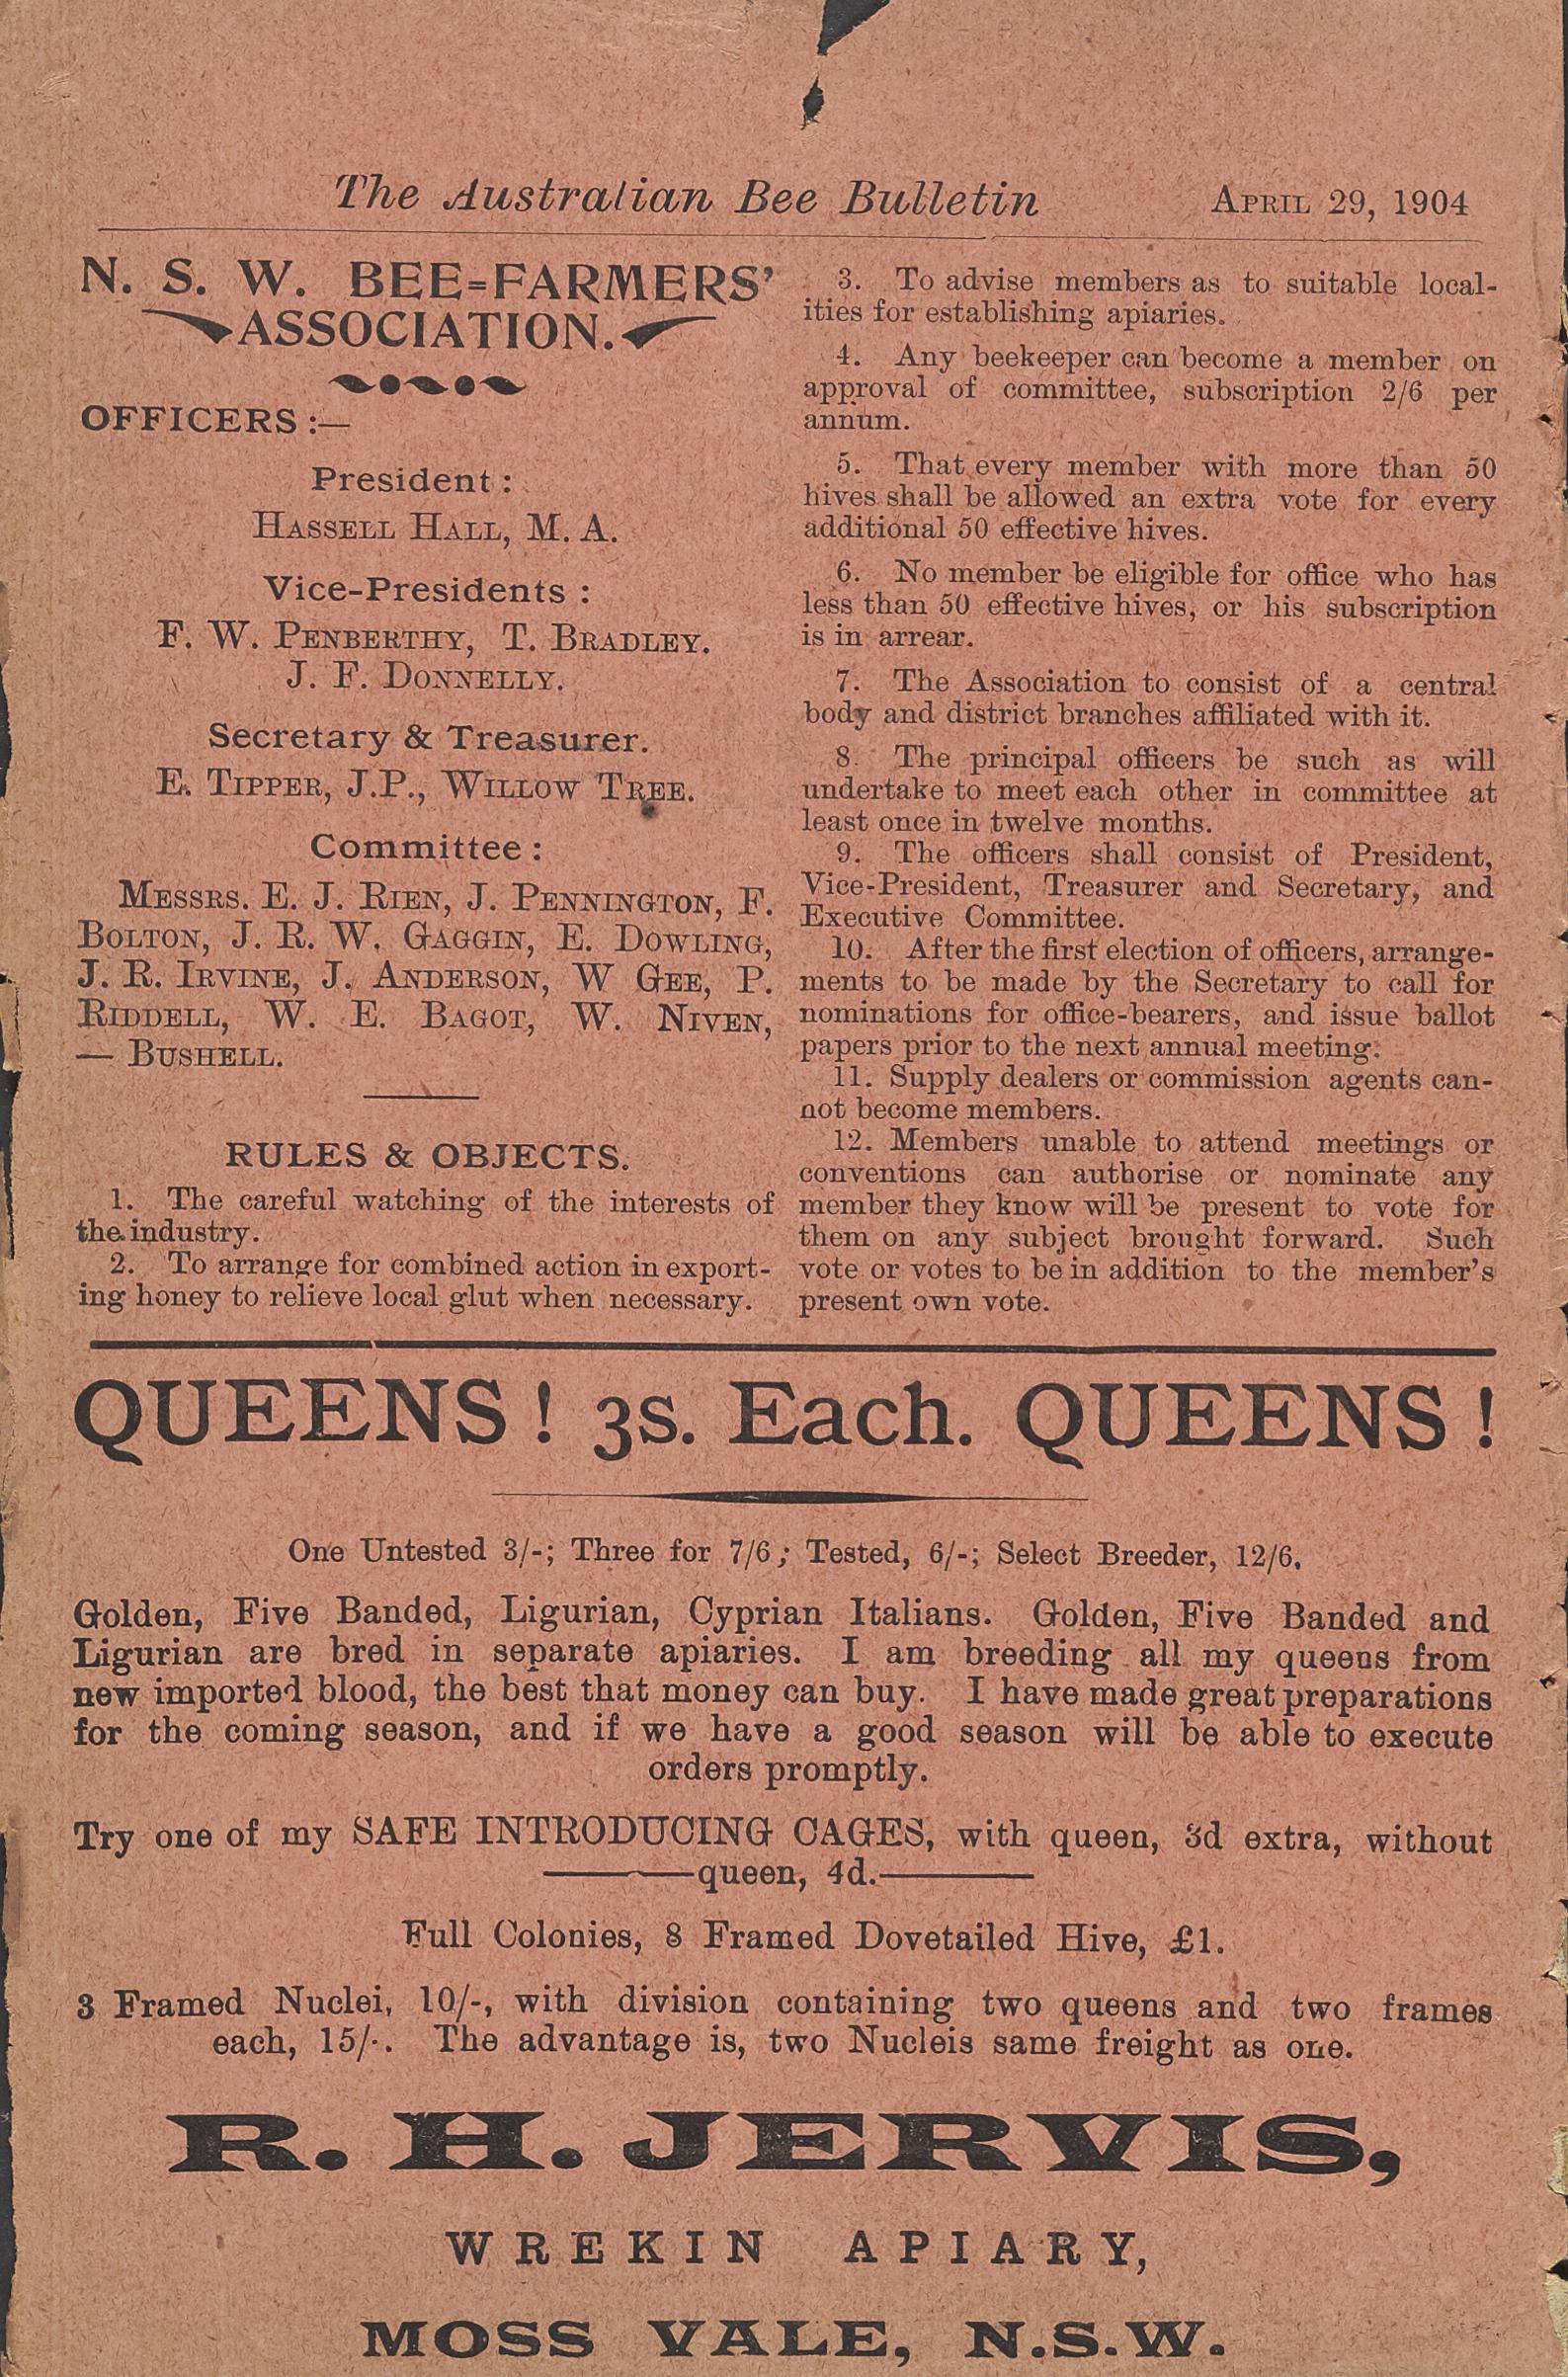 The Australian Bee Bulletin APRIL 29, 1904
N. S. W. BEE=FARMERS'
ASSOCIATION.
OFFICERS :—
President :
HASSELL HALL, M. A.
Vice-Presidents :
F. W. PENBERTHY, T. BRADLEY.
J. F. DONNELLY.
Secretary & Treasurer.
E. TIPPER, J.P., WILLOW TREE.
Committee :
MESSRS. E. J. RIEN, J. PENNINGTON, F.
BOLTON, J. R. W. GAGGIN, E. DOWLING,
J. R. IRVINE, J. ANDERSON, W GEE, P.
RIDDELL, W. E. BAGOT, W. NIVEN,
— BUSHELL.
RULES & OBJECTS.
1. The careful watching of the interests of
the industry.
2. To arrange for combined action in export-
ing honey to relieve local glut when necessary.
3. To advise members as to suitable local-
ities for establishing apiaries.
4. Any beekeeper can become a member on
approval of committee, subscription 2/6 per
annum.
5. That every member with more than 50
hives shall be allowed an extra vote for every
additional 50 effective hives.
6. No member be eligible for office who has
less than 50 effective hives, or his subscription
is in arrear.
7. The Association to consist of a central
body and district branches affiliated with it.
8. The principal officers be such as will
undertake to meet each other in committee at
least once in twelve months.
9. The officers shall consist of President,
Vice-President, Treasurer and Secretary, and
Executive Committee.
10. After the first election of officers, arrange-
ments to be made by the Secretary to call for
nominations for office-bearers, and issue ballot
papers prior to the next annual meeting.
11. Supply dealers or commission agents can-
not become members.
12. Members unable to attend meetings or
conventions can authorise or nominate any
member they know will be present to vote for
them on any subject brought forward. Such
vote or votes to be in addition to the member's
present own vote.
QUEENS ! 3s. Each. QUEENS !
One Untested 3/-; Three for 7/6; Tested, 6/-; Select Breeder, 12/6.
Golden, Five Banded, Ligurian, Cyprian Italians. Golden, Five Banded and
Ligurian are bred in separate apiaries. I am breeding all my queens from
new imported blood, the best that money can buy. I have made great preparations
for the coming season, and if we have a good season will be able to execute
orders promptly.
Try one of my SAFE INTRODUCING CAGES, with queen, 3d extra, without
queen, 4d.
Full Colonies, 8 Framed Dovetailed Hive, £1.
3 Framed Nuclei, 10/-, with division containing two queens and two frames
each, 15/-. The advantage is, two Nucleis same freight as one.
R. H. JERVIS,
WREKIN APIARY,
MOSS VALE, N.S.W.